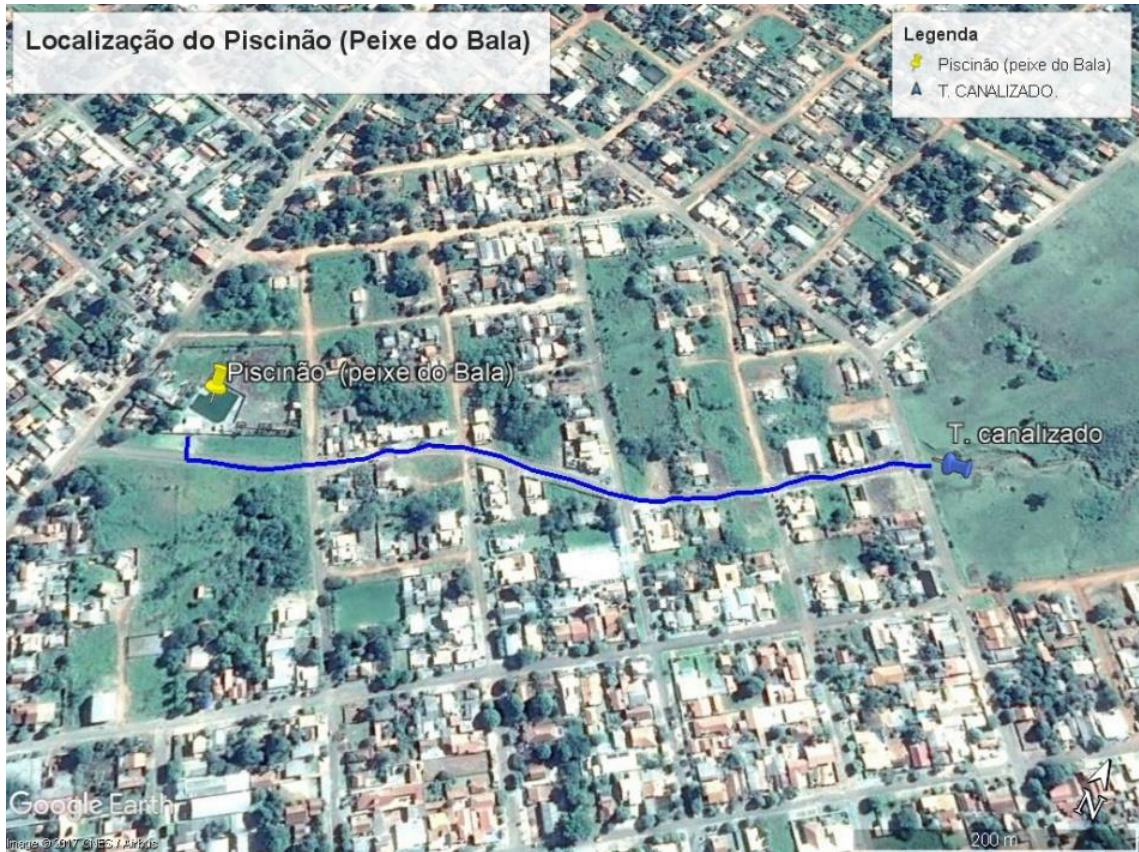 Localização do Piscinão (Peixe do Bala)
Legenda
Piscinão (peixe do Bala)
T. CANALIZADO.
Piscinão (peixe do Bala)
T. canalizado
N
Google Earth
Image © 2017 CNES / Airbus
200 m